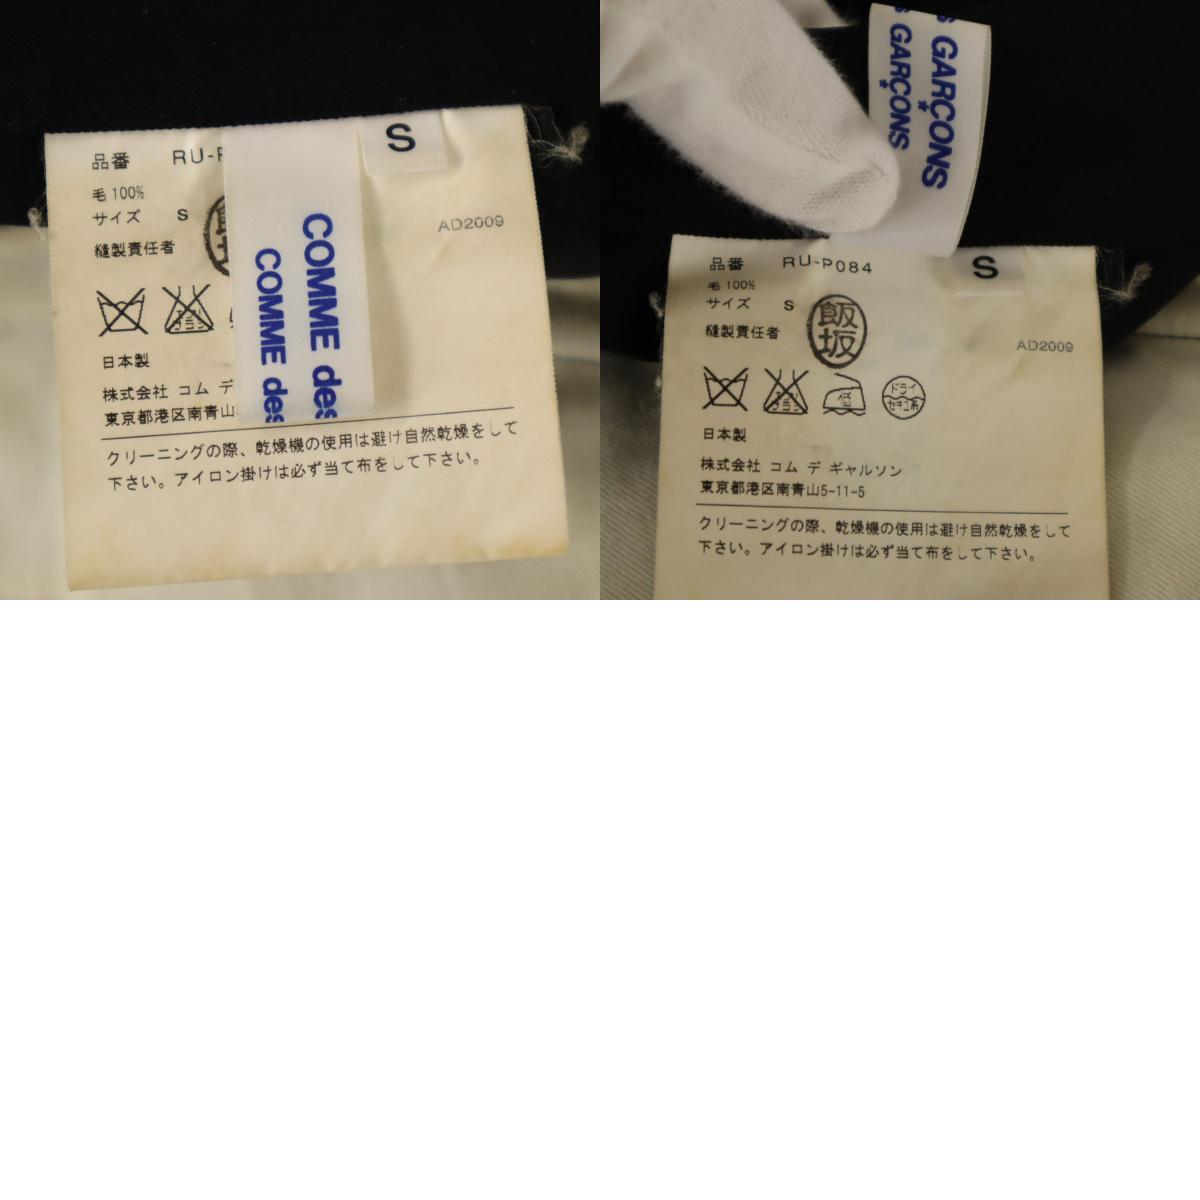 品番 RU-P
S
毛 100%
サイズ S
縫製責任者
AD2009
COMME des
COMME des
日本製
株式会社 コム デ
東京都港区南青山
クリーニングの際、乾燥機の使用は避け自然乾燥をして
下さい。アイロン掛けは必ず当て布をして下さい。
GARÇONS
GARÇONS
品番 RU-P084
S
毛 100%
サイズ S
飯坂
縫製責任者
AD2009
低
ドライ
セキユ系
日本製
株式会社 コム デ ギャルソン
東京都港区南青山5-11-5
クリーニングの際、乾燥機の使用は避け自然乾燥をして
下さい。アイロン掛けは必ず当て布をして下さい。